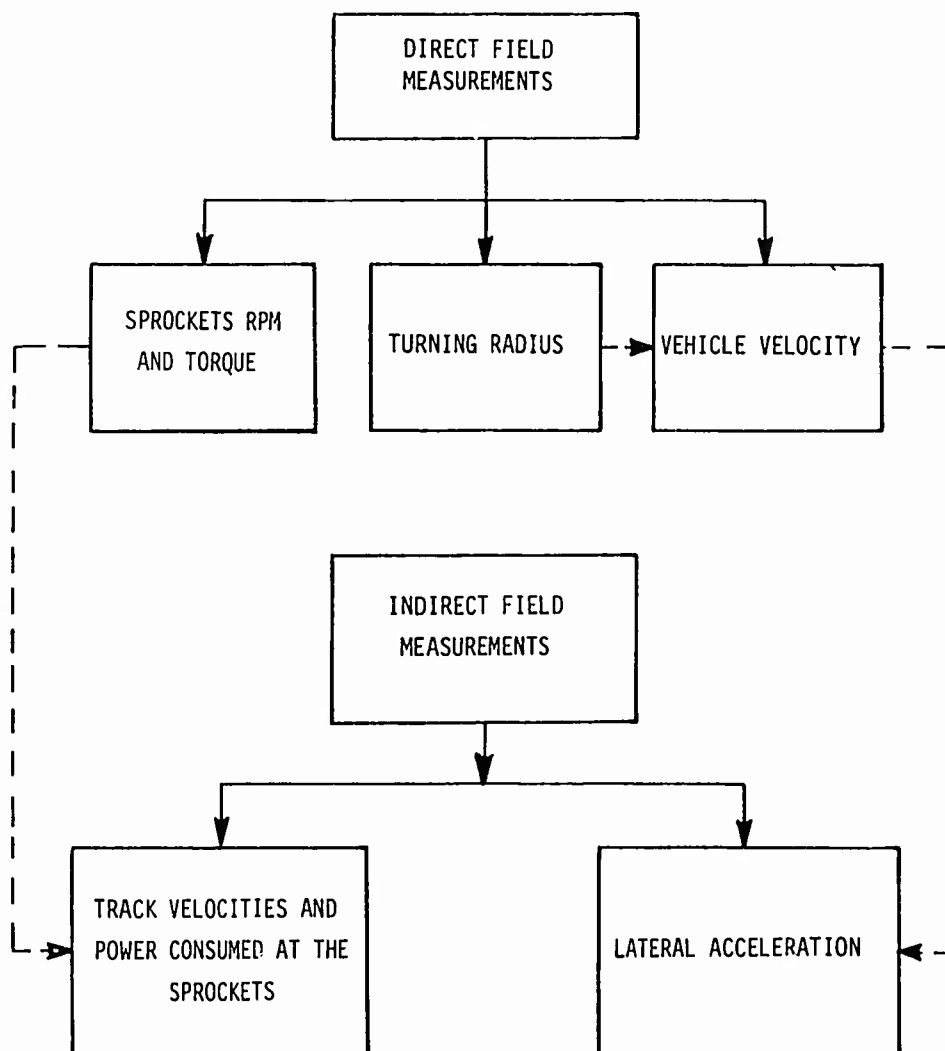 DIRECT FIELD
MEASUREMENTS
SPROCKETS RPM
AND TORQUE
TURNING RADIUS
VEHICLE VELOCITY
INDIRECT FIELD
MEASUREMENTS
TRACK VELOCITIES AND
POWER CONSUMED AT THE
SPROCKETS
LATERAL ACCELERATION